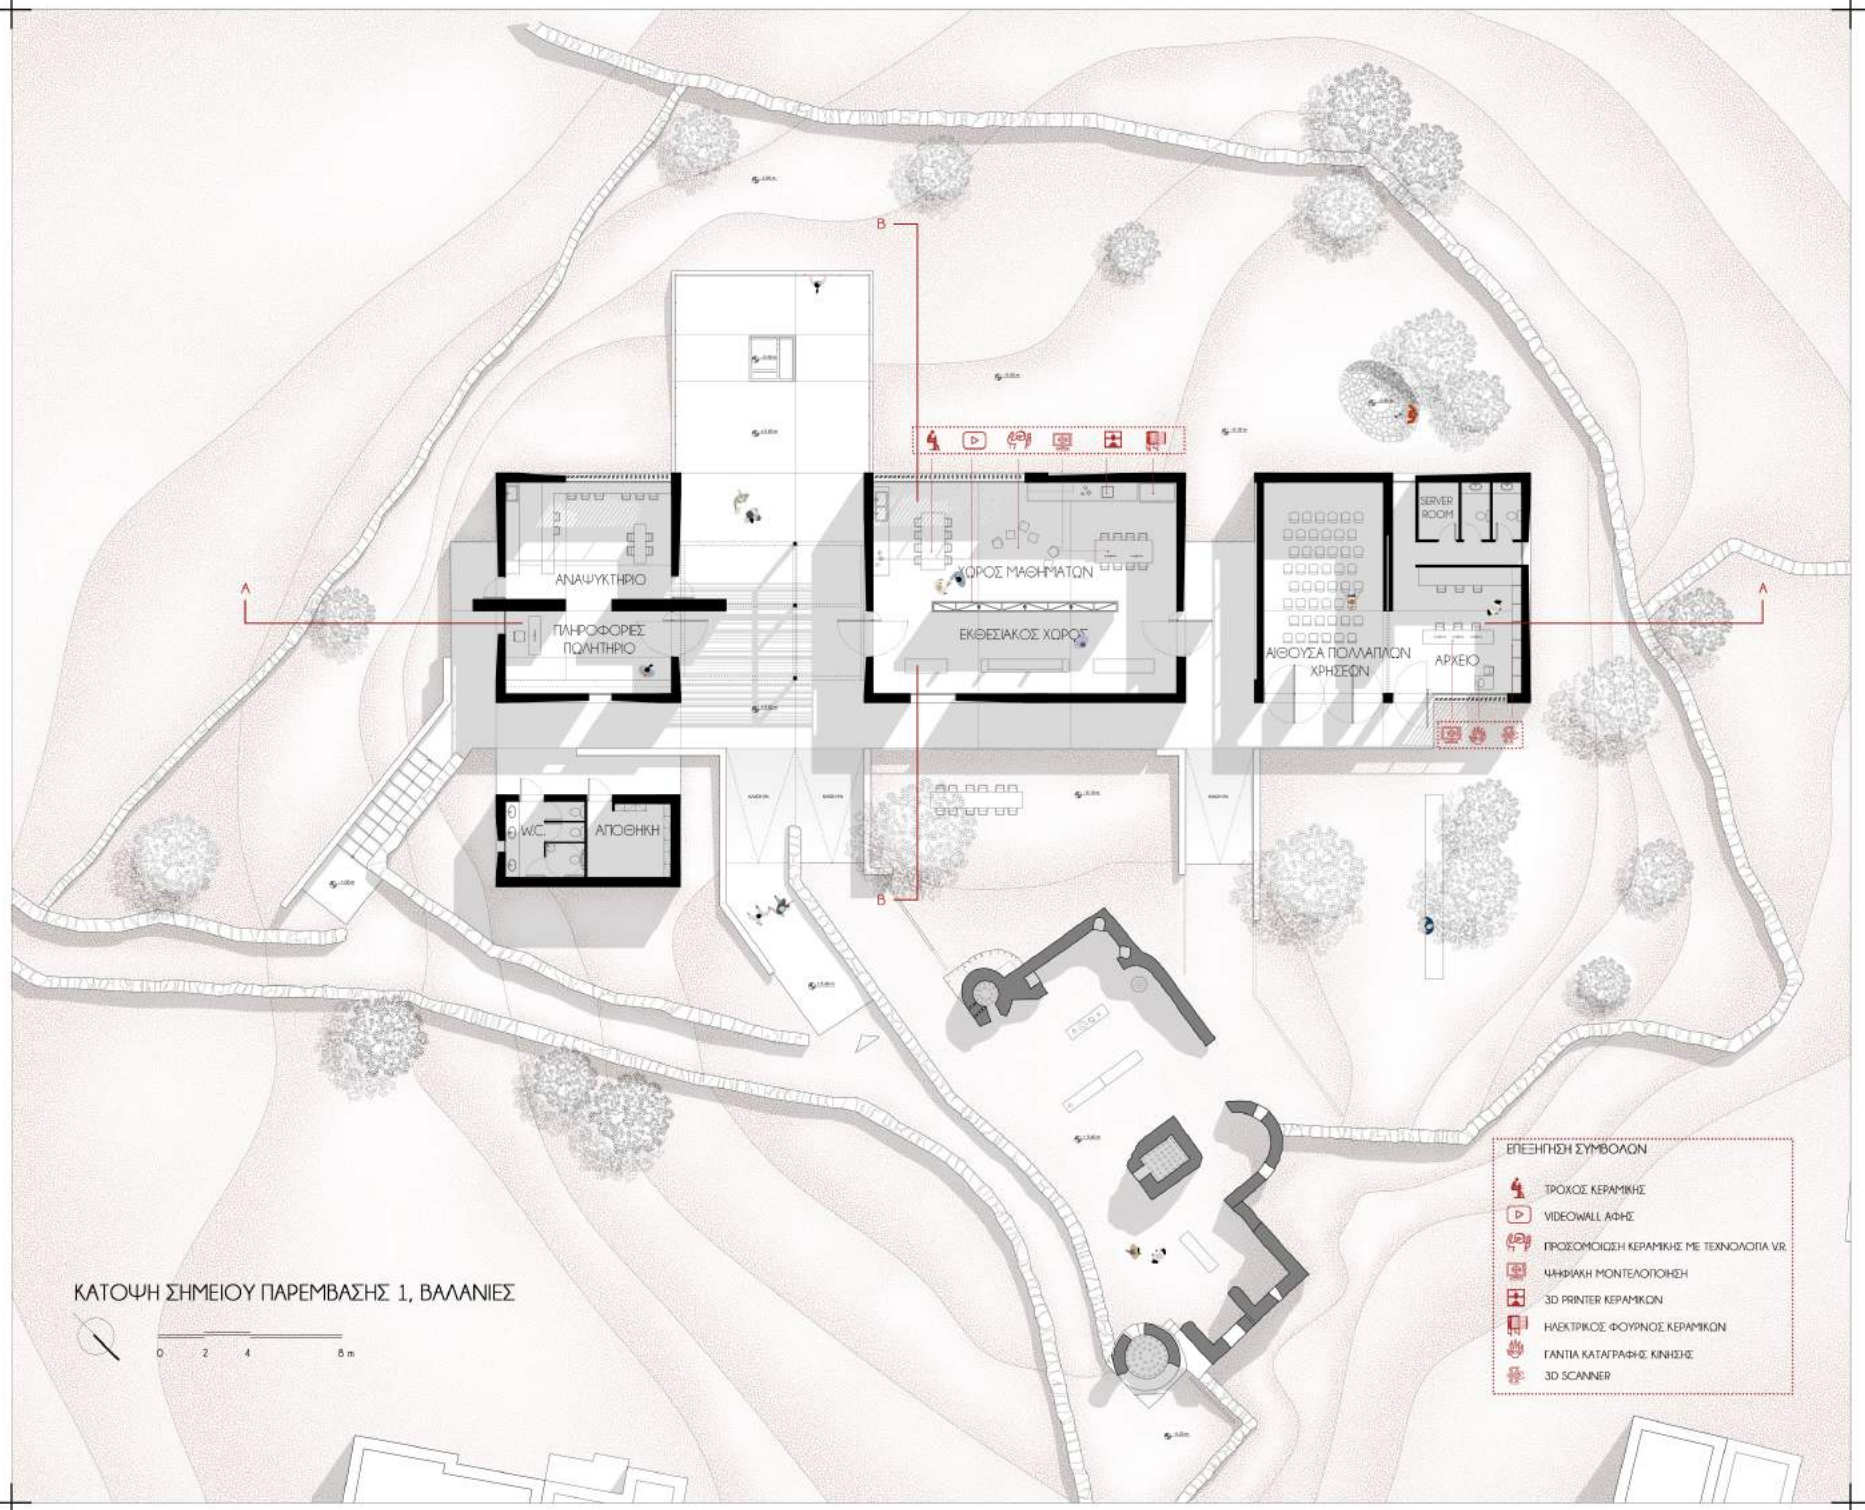 B
SERVER
ROOM
ΑΝΑΨΥΚΤΗΡΙΟ
ΧΩΡΟΣ ΜΑΘΗΜΑΤΩΝ
A
A
ΠΛΗΡΟΦΟΡΙΕΣ
ΠΩΛΗΤΗΡΙΟ
ΕΚΘΕΣΙΑΚΟΣ ΧΩΡΟΣ
ΑΙΘΟΥΣΑ ΠΟΛΛΑΠΛΩΝ
ΧΡΗΣΕΩΝ
ΑΡΧΕΙΟ
W.C.
ΑΠΟΘΗΚΗ
B
ΕΠΕΞΗΓΗΣΗ ΣΥΜΒΟΛΩΝ
ΤΡΟΧΟΣ ΚΕΡΑΜΙΚΗΣ
VIDEOWALL ΑΦΗΣ
ΠΡΟΣΟΜΟΙΩΣΗ ΚΕΡΑΜΙΚΗΣ ΜΕ ΤΕΧΝΟΛΟΓΙΑ V.R.
ΨΗΦΙΑΚΗ ΜΟΝΤΕΛΟΠΟΙΗΣΗ
3D PRINTER ΚΕΡΑΜΙΚΩΝ
ΗΛΕΚΤΡΙΚΟΣ ΦΟΥΡΝΟΣ ΚΕΡΑΜΙΚΩΝ
ΓΑΝΤΙΑ ΚΑΤΑΓΡΑΦΗΣ ΚΙΝΗΣΗΣ
3D SCANNER
ΚΑΤΟΨΗ ΣΗΜΕΙΟΥ ΠΑΡΕΜΒΑΣΗΣ 1, ΒΑΛΑΝΙΕΣ
0 2 4 8 m